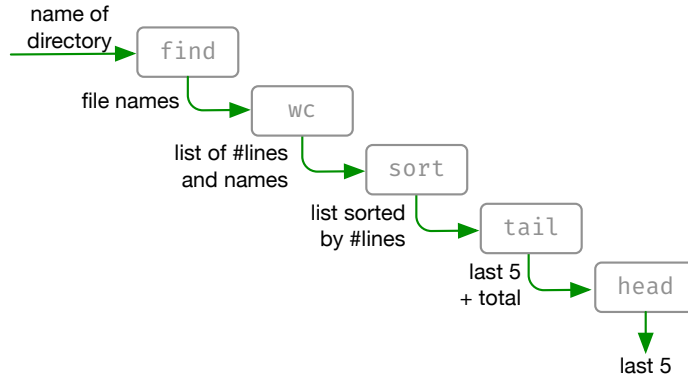 name of
directory
find
file names
wc
list of #lines
and names
sort
list sorted
by #lines
tail
last 5
+ total
head
last 5